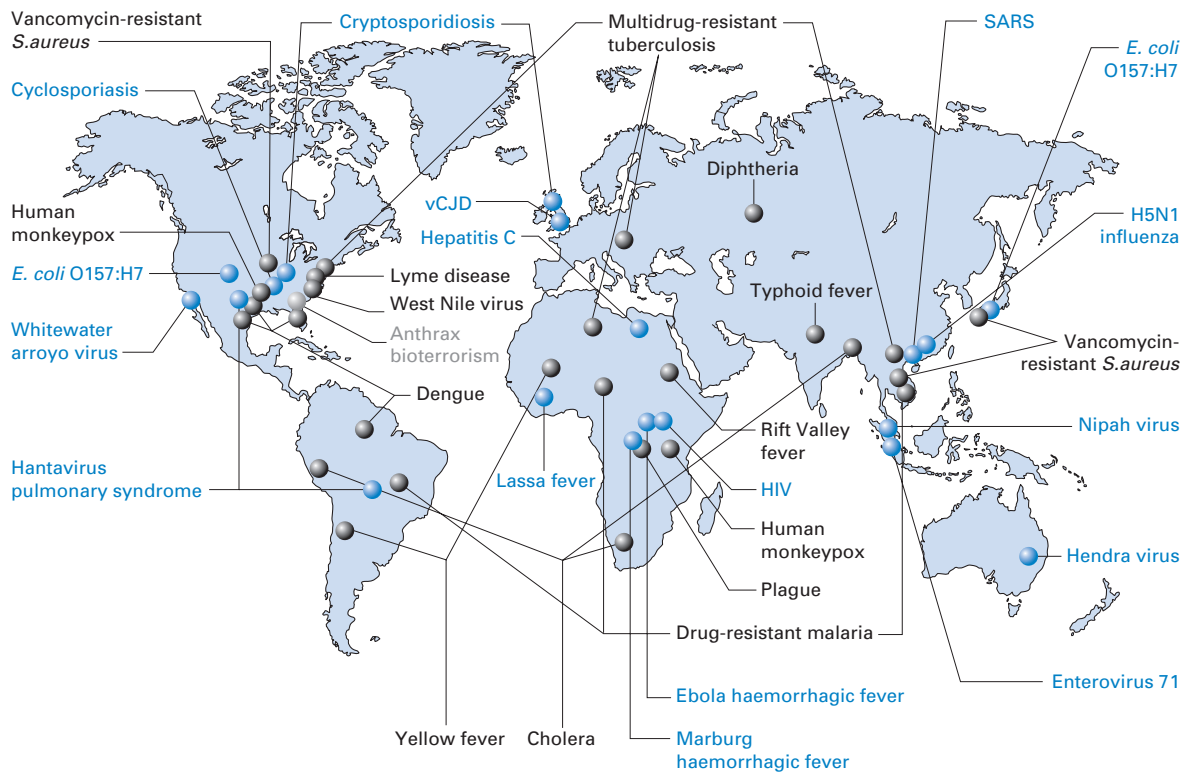 Vancomycin-resistant
S.aureus
Cryptosporidiosis
Multidrug-resistant
tuberculosis
SARS
E. coli
O157:H7
Cyclosporiasis
Diphtheria
Human
monkeypox
vCJD
Hepatitis C
H5N1
influenza
E. coli O157:H7
Lyme disease
West Nile virus
Typhoid fever
Whitewater
arroyo virus
Anthrax
bioterrorism
Vancomycin-
resistant S.aureus
Dengue
Rift Valley
fever
Nipah virus
Hantavirus
pulmonary syndrome
Lassa fever
HIV
Human
monkeypox
Hendra virus
Plague
Drug-resistant malaria
Ebola haemorrhagic fever
Enterovirus 71
Yellow fever
Cholera
Marburg
haemorrhagic fever